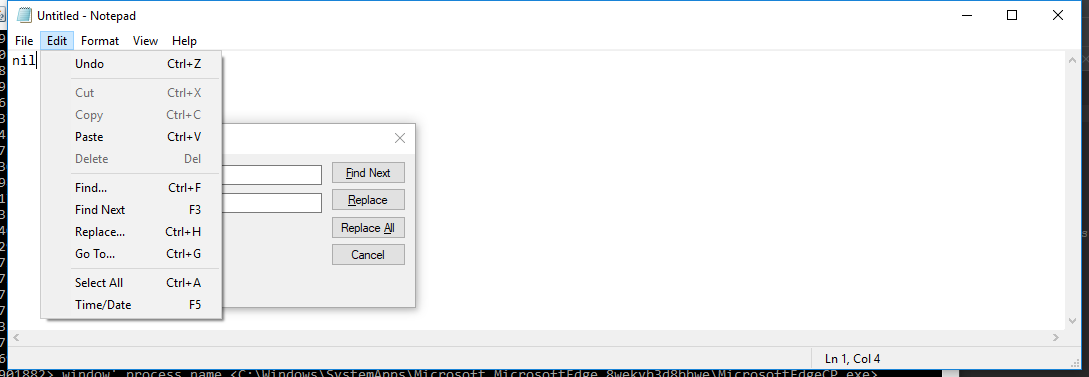 Untitled - Notepad
File Edit Format View Help
nil
Undo Ctrl+Z
Cut Ctrl+X
Copy Ctrl+C
Paste Ctrl+V
Delete Del
Find... Ctrl+F
Find Next F3
Replace... Ctrl+H
Go To... Ctrl+G
Select All Ctrl+A
Time/Date F5
Find Next
Replace
Replace All
Cancel
Ln 1, Col 4
001882> window' process name <C:\Windows\SystemApps\Microsoft.MicrosoftEdge_8wekyb3d8bbwe\MicrosoftEdgeCP.exe>